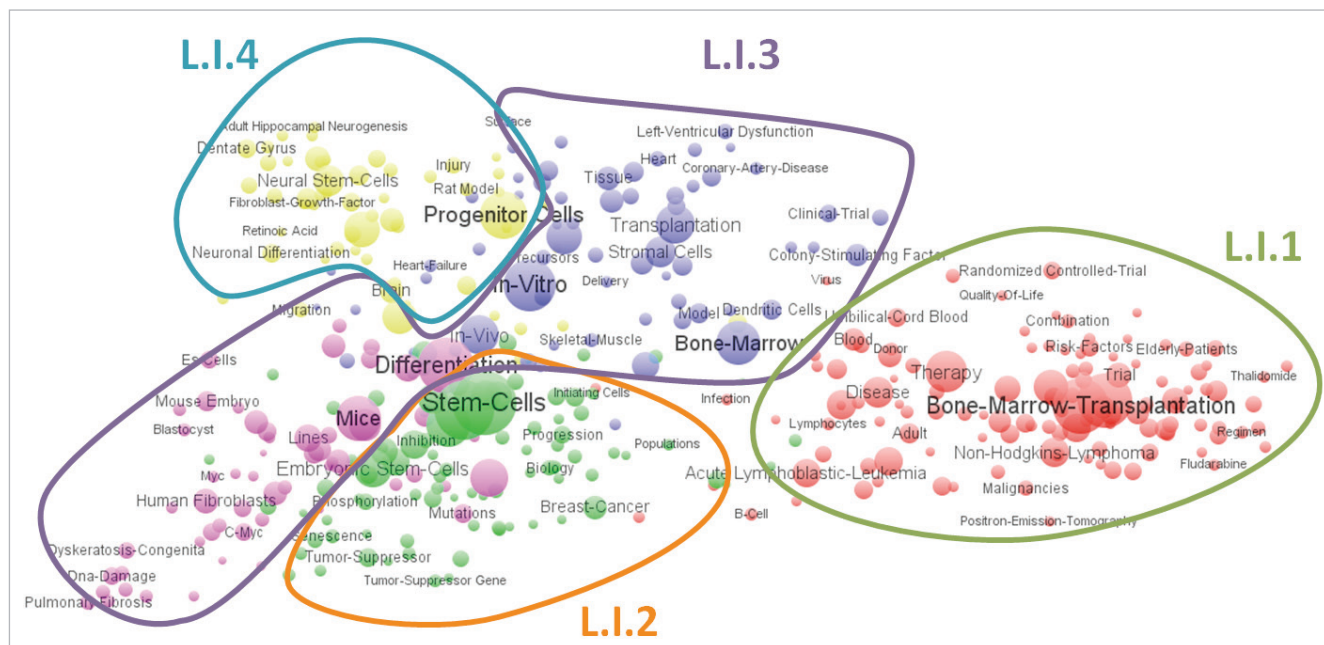 L.I.4
L.I.3
Adult Hippocampal Neurogenesis
Surface
Left-Ventricular Dysfunction
Dentate Gyrus
Injury
Heart
Coronary-Artery-Disease
Neural Stem-Cells
Rat Model
Tissue
Fibroblast-Growth-Factor
Progenitor Cells
Transplantation
Clinical-Trial
Retinoic Acid
Neuronal Differentiation
Precursors
Stromal Cells
Colony-Stimulating Factor
L.I.1
Heart-Failure
In-Vitro
Delivery
Virus
Randomized Controlled-Trial
Brain
Quality-Of-Life
Migration
Model
Dendritic Cells
Umbilical-Cord Blood
Combination
In-Vivo
Skeletal-Muscle
Bone-Marrow
Blood
Donor
Risk-Factors
Elderly-Patients
Es Cells
Differentiation
Therapy
Trial
Thalidomide
Mouse Embryo
Stem-Cells
Initiating Cells
Infection
Disease
Bone-Marrow-Transplantation
Blastocyst
Mice
Lines
Inhibition
Progression
Populations
Lymphocytes
Adult
Regimen
Myc
Embryonic Stem-Cells
Biology
Acute Lymphoblastic-Leukemia
Non-Hodgkins-Lymphoma
Fludarabine
Human Fibroblasts
Phosphorylation
Mutations
Breast-Cancer
B-Cell
Malignancies
C-Myc
Senescence
Positron-Emission-Tomography
Dyskeratosis-Congenita
Tumor-Suppressor
Dna-Damage
Tumor-Suppressor Gene
Pulmonary-Fibrosis
L.I.2